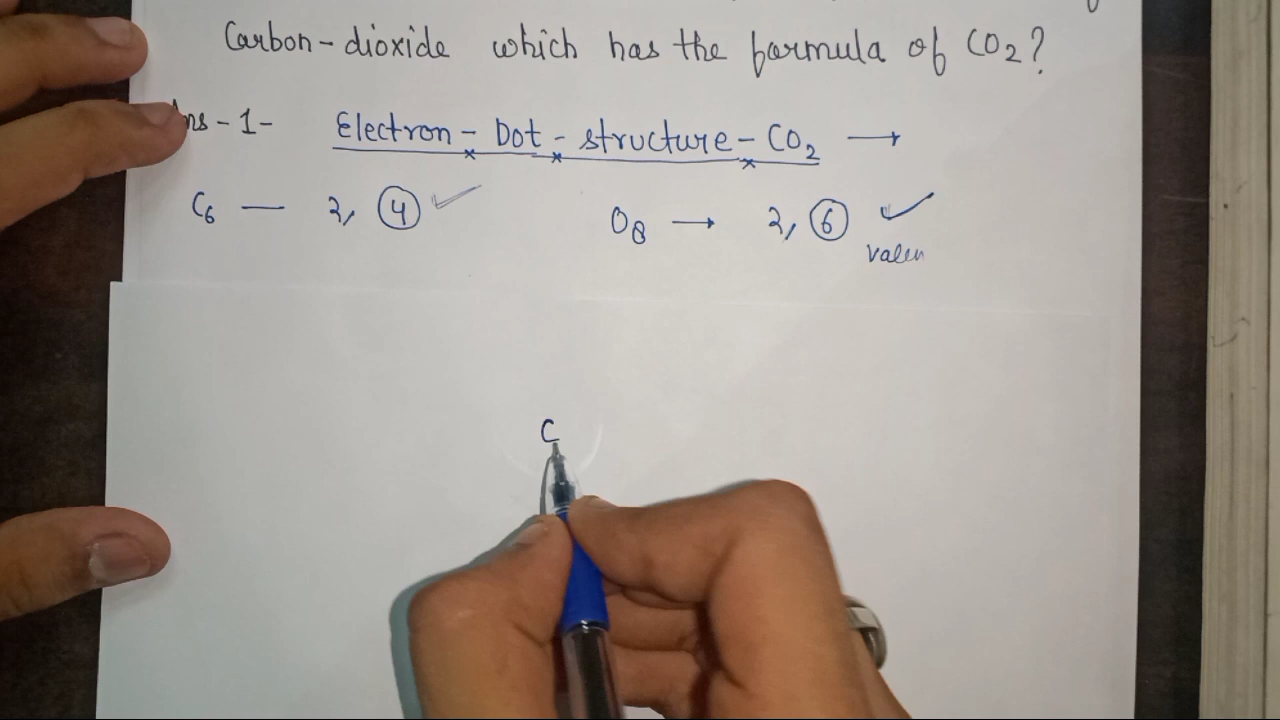 Carbon-dioxide which has the formula of CO₂?
Ans-1- Electron-Dot-structure-CO₂ →
C₆ — 2, 4 ✓ O₈ → 2, 6 ✓
valen
C